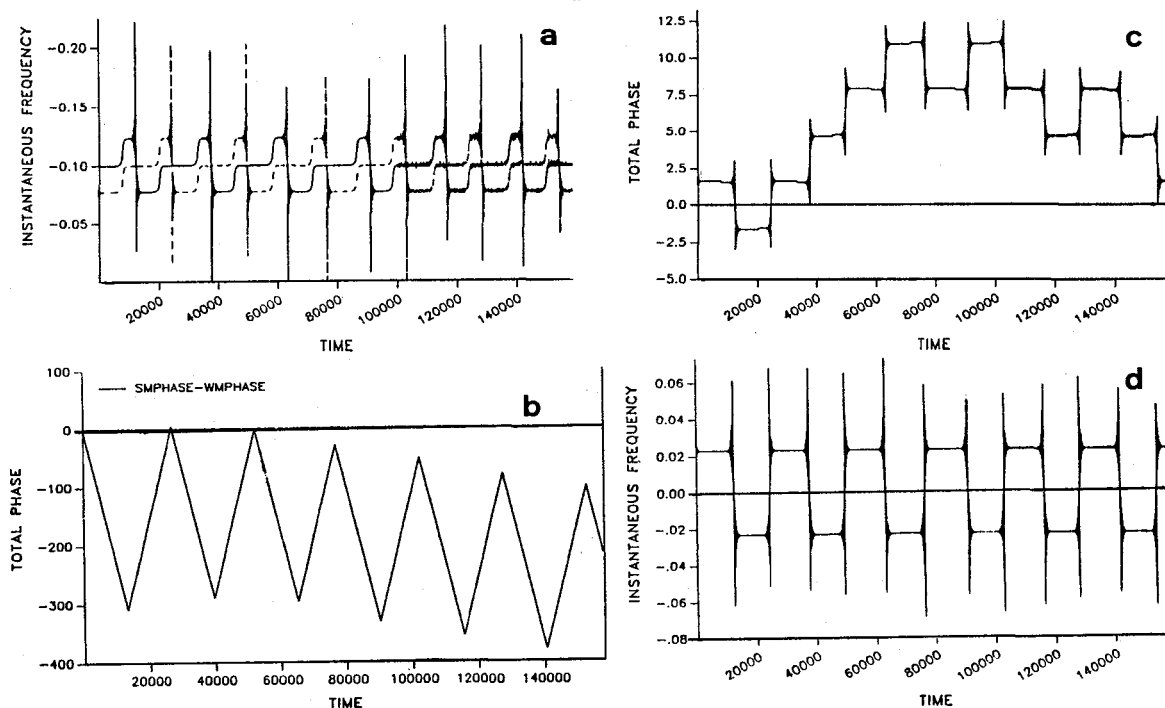 a
INSTANTANEOUS FREQUENCY
-0.20
-0.15
-0.10
-0.05
20000 40000 60000 80000 100000 120000 140000
TIME
c
TOTAL PHASE
12.5
10.0
7.5
5.0
2.5
0.0
-2.5
-5.0
20000 40000 60000 80000 100000 120000 140000
TIME
b
SMPHASE-WMPHASE
TOTAL PHASE
100
0
-100
-200
-300
-400
20000 40000 60000 80000 100000 120000 140000
TIME
d
INSTANTANEOUS FREQUENCY
0.06
0.04
0.02
0.00
-.02
-.04
-.06
-.08
20000 40000 60000 80000 100000 120000 140000
TIME